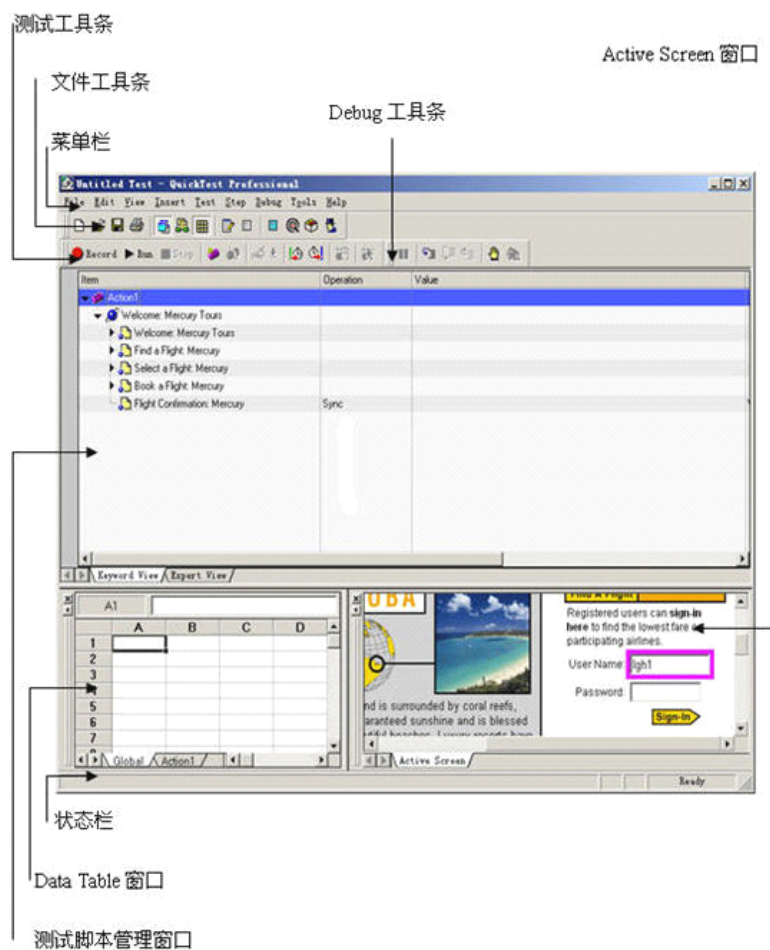 测试工具条
Active Screen 窗口
文件工具条
Debug 工具条
菜单栏
Untitled Test - QuickTest Professional
File Edit View Insert Test Step Debug Tools Help
Record Run Stop
Item Operation Value
Action1
Welcome: Mercury Tours
Welcome: Mercury Tours
Find a Flight: Mercury
Select a Flight: Mercury
Book a Flight: Mercury
Flight Confirmation: Mercury Sync
Keyword View Expert View
A1
A B C D
1
2
3
4
5
6
7
Global Action1
UBA
nd is surrounded by coral reefs,
aranteed sunshine and is blessed
Find A Flight
Registered users can sign-in
here to find the lowest fare
participating airlines.
User Name: lgh1
Password:
Sign-In
Active Screen
Ready
状态栏
Data Table 窗口
测试脚本管理窗口